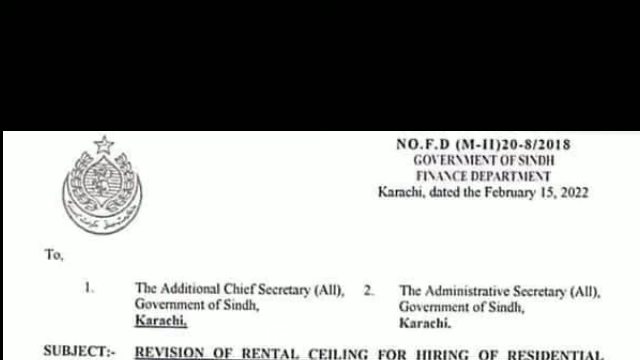 NO.F.D (M-II)20-8/2018
GOVERNMENT OF SINDH
FINANCE DEPARTMENT
Karachi, dated the February 15, 2022
To,
1. The Additional Chief Secretary (All),
Government of Sindh,
Karachi.
2. The Administrative Secretary (All),
Government of Sindh,
Karachi.
SUBJECT:- REVISION OF RENTAL CEILING FOR HIRING OF RESIDENTIAL